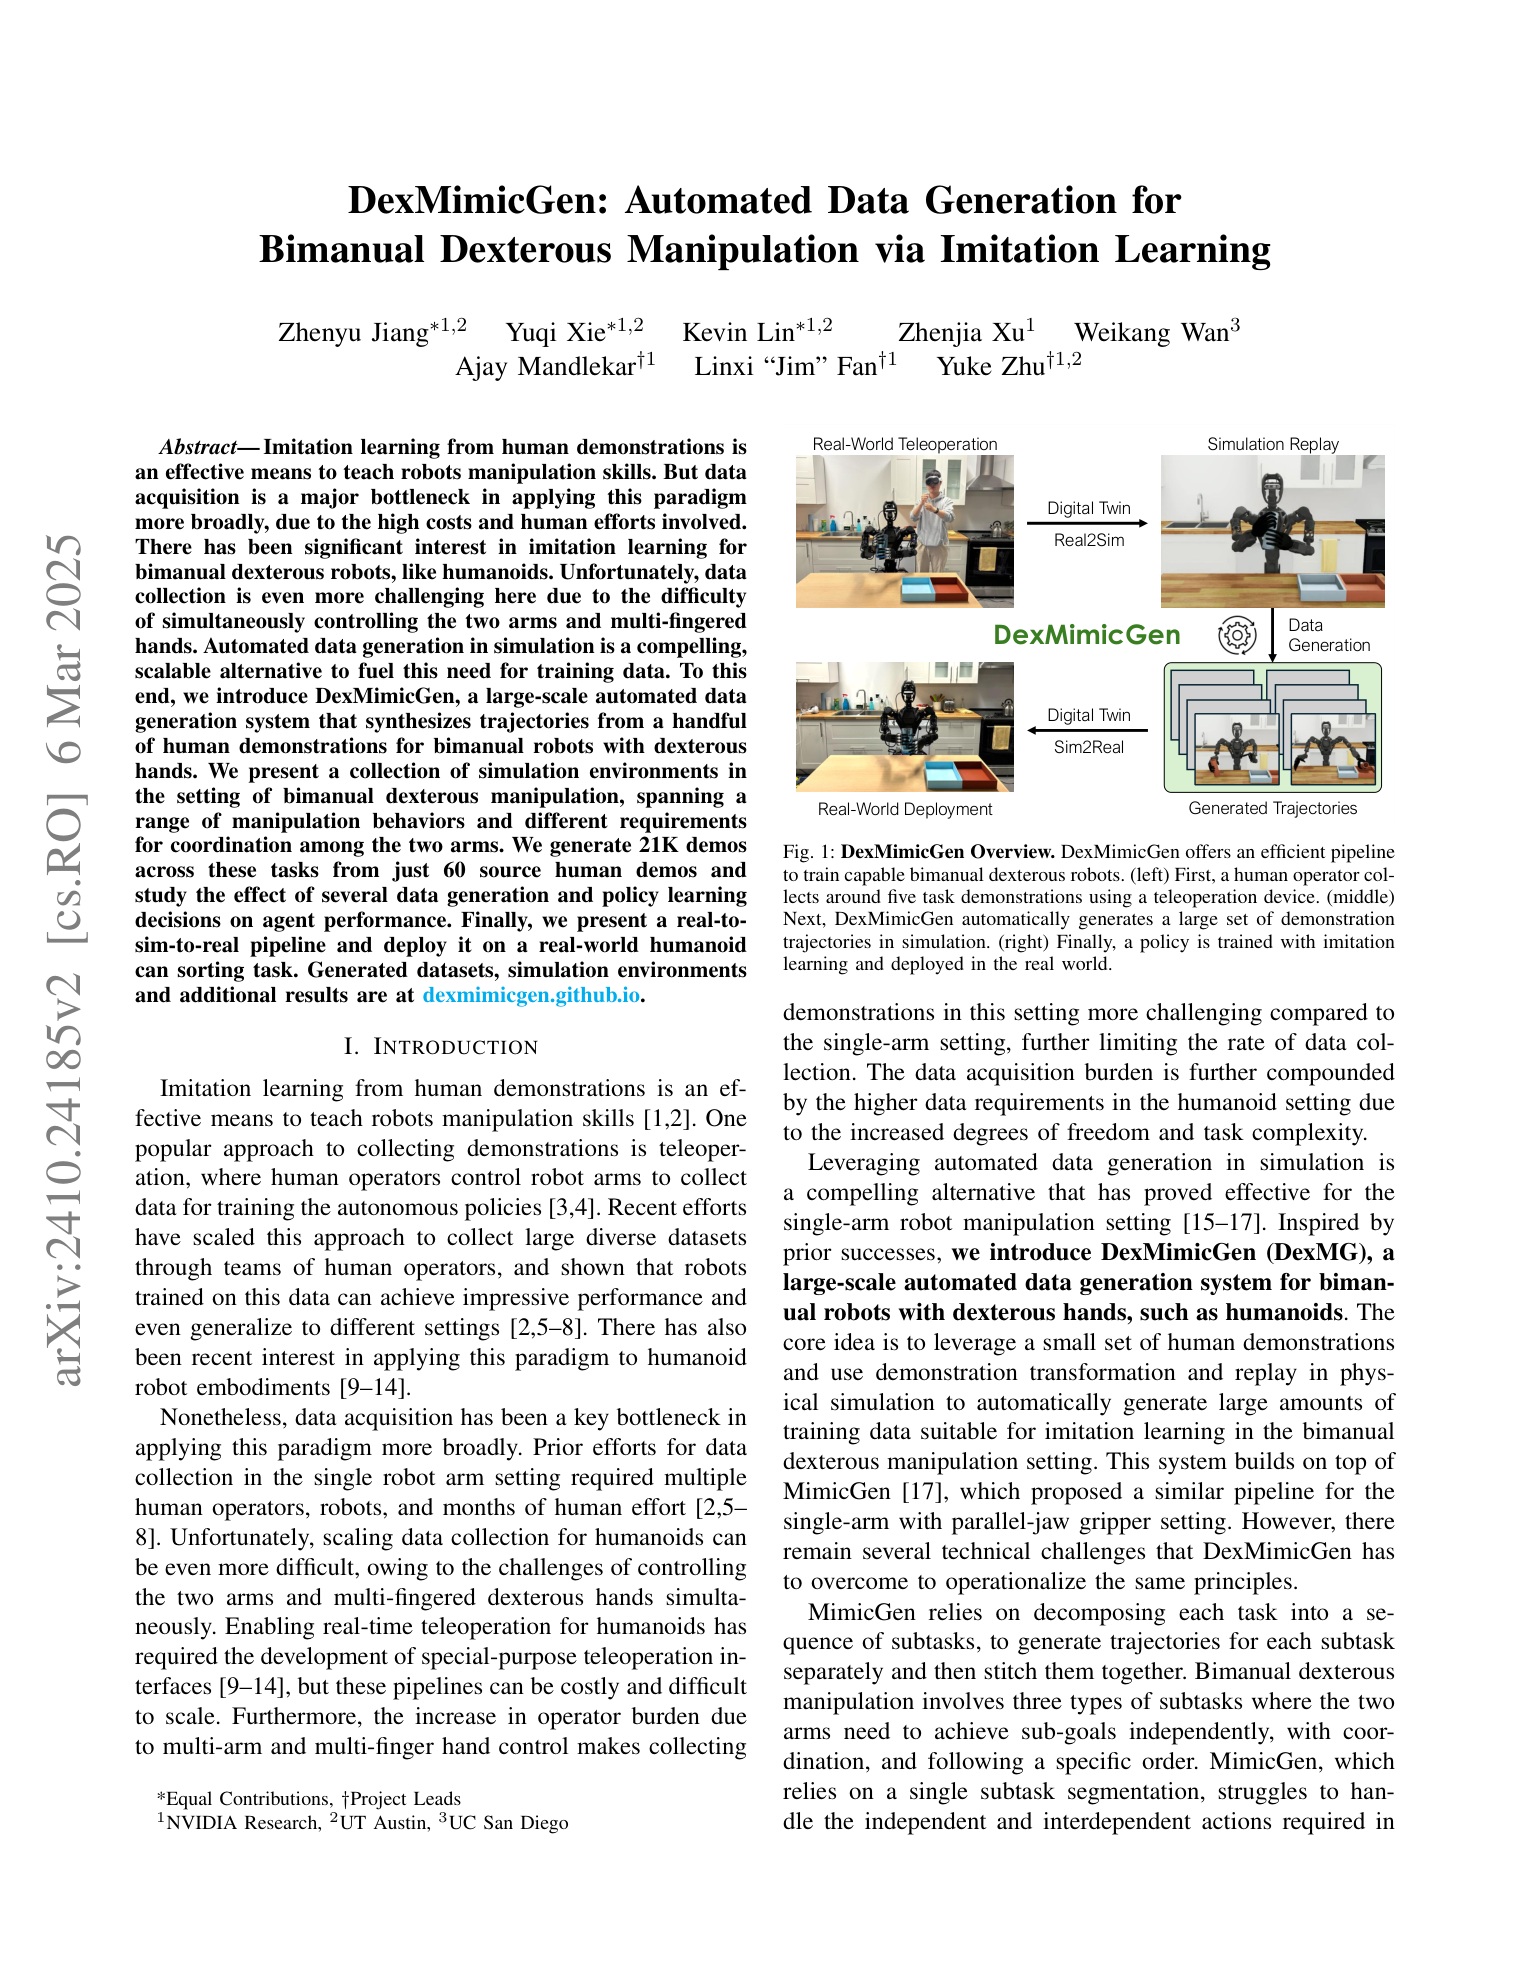 arXiv:2410.24185v2 [cs.RO] 6 Mar 2025
DexMimicGen: Automated Data Generation for
Bimanual Dexterous Manipulation via Imitation Learning
Zhenyu Jiang*1,2 Yuqi Xie*1,2 Kevin Lin*1,2 Zhenjia Xu1 Weikang Wan3
Ajay Mandlekar†1 Linxi “Jim” Fan†1 Yuke Zhu†1,2
Abstract—Imitation learning from human demonstrations is
an effective means to teach robots manipulation skills. But data
acquisition is a major bottleneck in applying this paradigm
more broadly, due to the high costs and human efforts involved.
There has been significant interest in imitation learning for
bimanual dexterous robots, like humanoids. Unfortunately, data
collection is even more challenging here due to the difficulty
of simultaneously controlling the two arms and multi-fingered
hands. Automated data generation in simulation is a compelling,
scalable alternative to fuel this need for training data. To this
end, we introduce DexMimicGen, a large-scale automated data
generation system that synthesizes trajectories from a handful
of human demonstrations for bimanual robots with dexterous
hands. We present a collection of simulation environments in
the setting of bimanual dexterous manipulation, spanning a
range of manipulation behaviors and different requirements
for coordination among the two arms. We generate 21K demos
across these tasks from just 60 source human demos and
study the effect of several data generation and policy learning
decisions on agent performance. Finally, we present a real-to-
sim-to-real pipeline and deploy it on a real-world humanoid
can sorting task. Generated datasets, simulation environments
and additional results are at dexmimicgen.github.io.
I. INTRODUCTION
Imitation learning from human demonstrations is an ef-
fective means to teach robots manipulation skills [1,2]. One
popular approach to collecting demonstrations is teleoper-
ation, where human operators control robot arms to collect
data for training the autonomous policies [3,4]. Recent efforts
have scaled this approach to collect large diverse datasets
through teams of human operators, and shown that robots
trained on this data can achieve impressive performance and
even generalize to different settings [2,5–8]. There has also
been recent interest in applying this paradigm to humanoid
robot embodiments [9–14].
Nonetheless, data acquisition has been a key bottleneck in
applying this paradigm more broadly. Prior efforts for data
collection in the single robot arm setting required multiple
human operators, robots, and months of human effort [2,5–
8]. Unfortunately, scaling data collection for humanoids can
be even more difficult, owing to the challenges of controlling
the two arms and multi-fingered dexterous hands simulta-
neously. Enabling real-time teleoperation for humanoids has
required the development of special-purpose teleoperation in-
terfaces [9–14], but these pipelines can be costly and difficult
to scale. Furthermore, the increase in operator burden due
to multi-arm and multi-finger hand control makes collecting
*Equal Contributions, †Project Leads
1NVIDIA Research, 2UT Austin, 3UC San Diego
Real-World Teleoperation
Simulation Replay
Digital Twin
Real2Sim
DexMimicGen
Data
Generation
Digital Twin
Sim2Real
Real-World Deployment
Generated Trajectories
Fig. 1: DexMimicGen Overview. DexMimicGen offers an efficient pipeline
to train capable bimanual dexterous robots. (left) First, a human operator col-
lects around five task demonstrations using a teleoperation device. (middle)
Next, DexMimicGen automatically generates a large set of demonstration
trajectories in simulation. (right) Finally, a policy is trained with imitation
learning and deployed in the real world.
demonstrations in this setting more challenging compared to
the single-arm setting, further limiting the rate of data col-
lection. The data acquisition burden is further compounded
by the higher data requirements in the humanoid setting due
to the increased degrees of freedom and task complexity.
Leveraging automated data generation in simulation is
a compelling alternative that has proved effective for the
single-arm robot manipulation setting [15–17]. Inspired by
prior successes, we introduce DexMimicGen (DexMG), a
large-scale automated data generation system for biman-
ual robots with dexterous hands, such as humanoids. The
core idea is to leverage a small set of human demonstrations
and use demonstration transformation and replay in phys-
ical simulation to automatically generate large amounts of
training data suitable for imitation learning in the bimanual
dexterous manipulation setting. This system builds on top of
MimicGen [17], which proposed a similar pipeline for the
single-arm with parallel-jaw gripper setting. However, there
remain several technical challenges that DexMimicGen has
to overcome to operationalize the same principles.
MimicGen relies on decomposing each task into a se-
quence of subtasks, to generate trajectories for each subtask
separately and then stitch them together. Bimanual dexterous
manipulation involves three types of subtasks where the two
arms need to achieve sub-goals independently, with coor-
dination, and following a specific order. MimicGen, which
relies on a single subtask segmentation, struggles to han-
dle the independent and interdependent actions required in